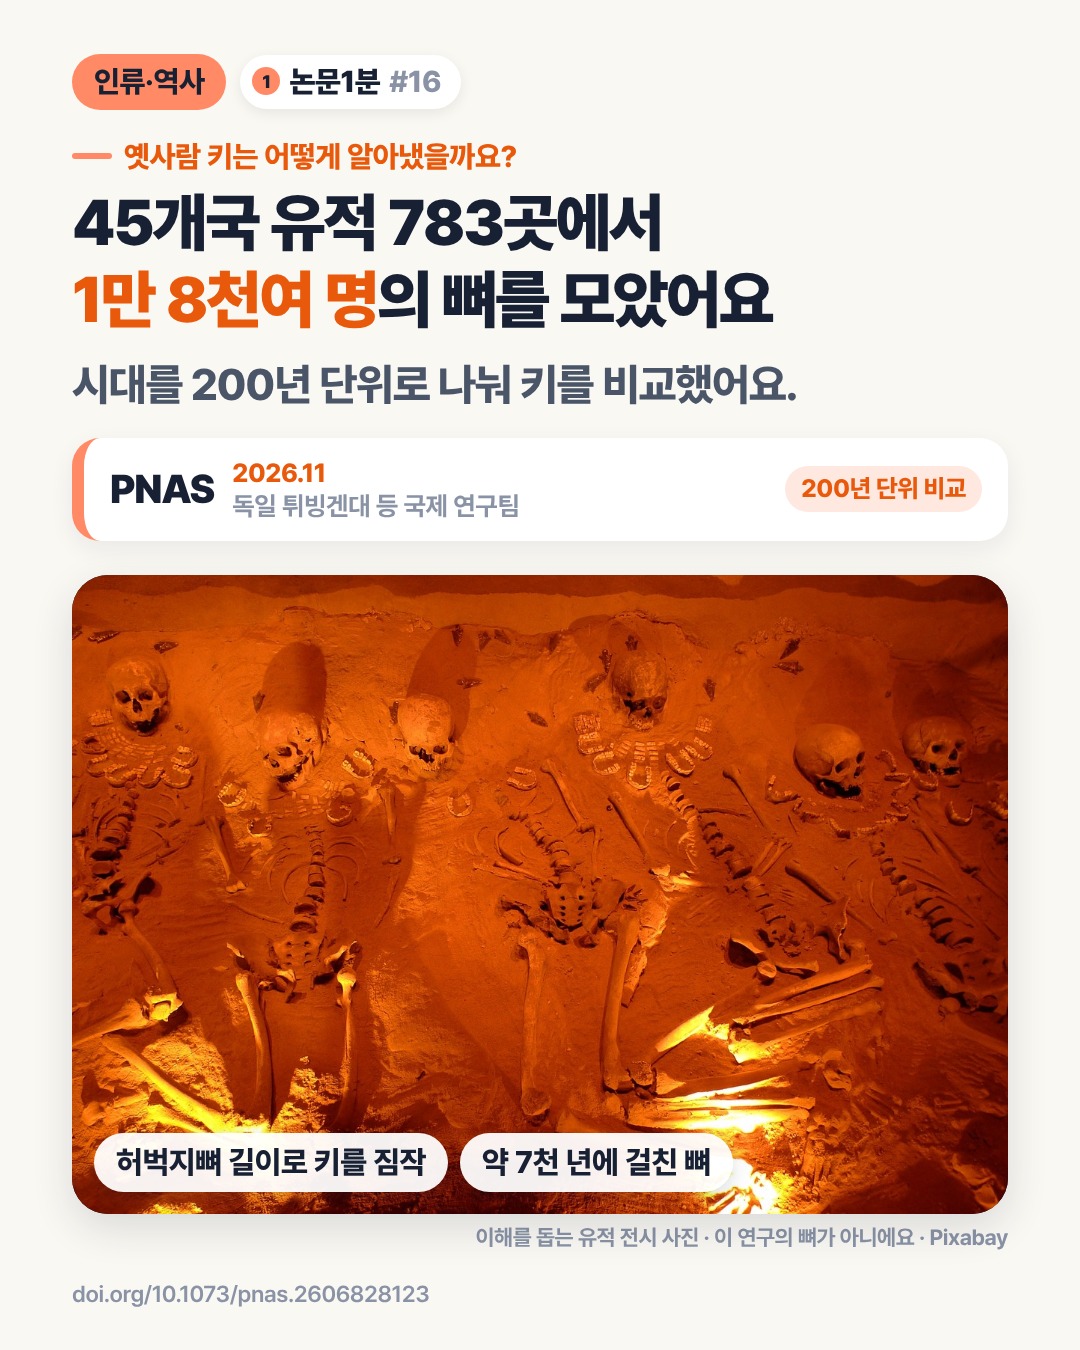 인류·역사
1 논문1분 #16
옛사람 키는 어떻게 알아냈을까요?
45개국 유적 783곳에서
1만 8천여 명의 뼈를 모았어요
시대를 200년 단위로 나눠 키를 비교했어요.
PNAS
2026.11
독일 튀빙겐대 등 국제 연구팀
200년 단위 비교
허벅지뼈 길이로 키를 짐작
약 7천 년에 걸친 뼈
이해를 돕는 유적 전시 사진 · 이 연구의 뼈가 아니에요 · Pixabay
doi.org/10.1073/pnas.2606828123